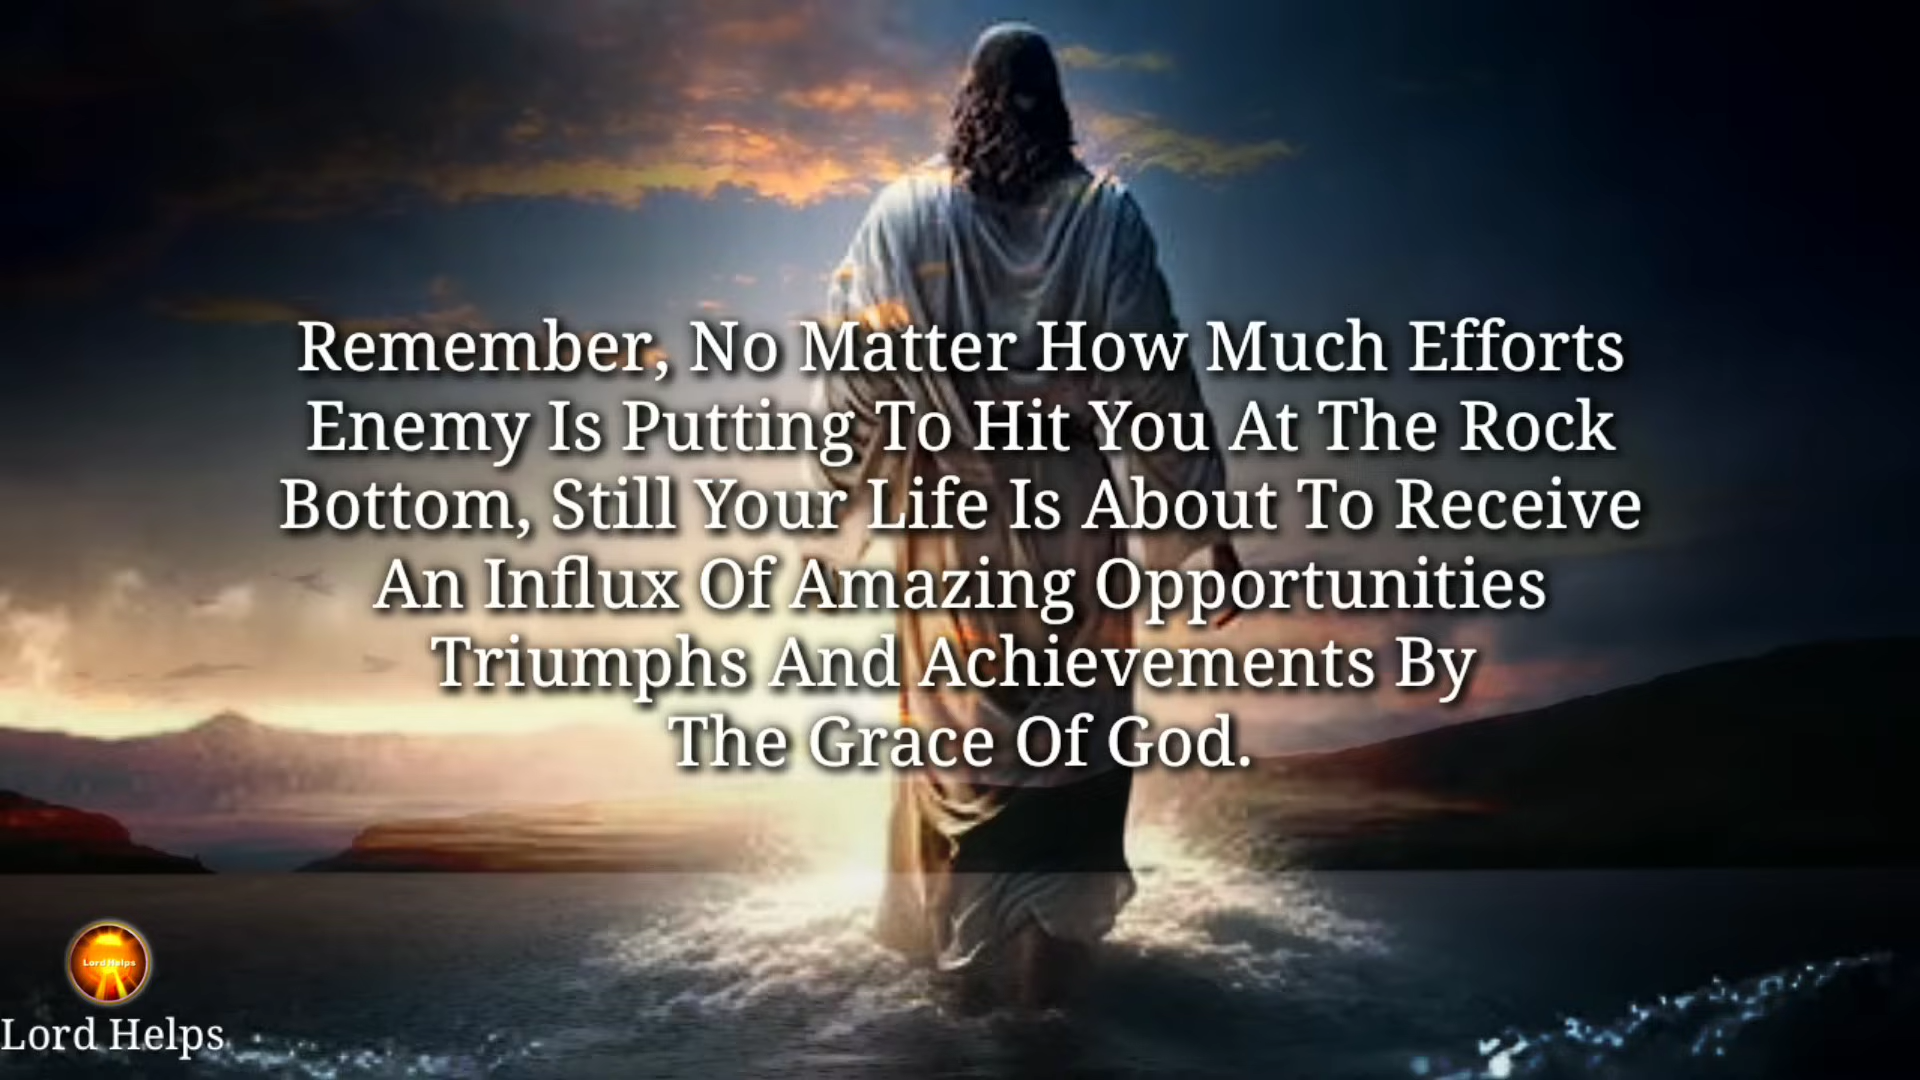 Remember, No Matter How Much Efforts
Enemy Is Putting To Hit You At The Rock
Bottom, Still Your Life Is About To Receive
An Influx Of Amazing Opportunities
Triumphs And Achievements By
The Grace Of God.
Lord Helps
Lord Helps